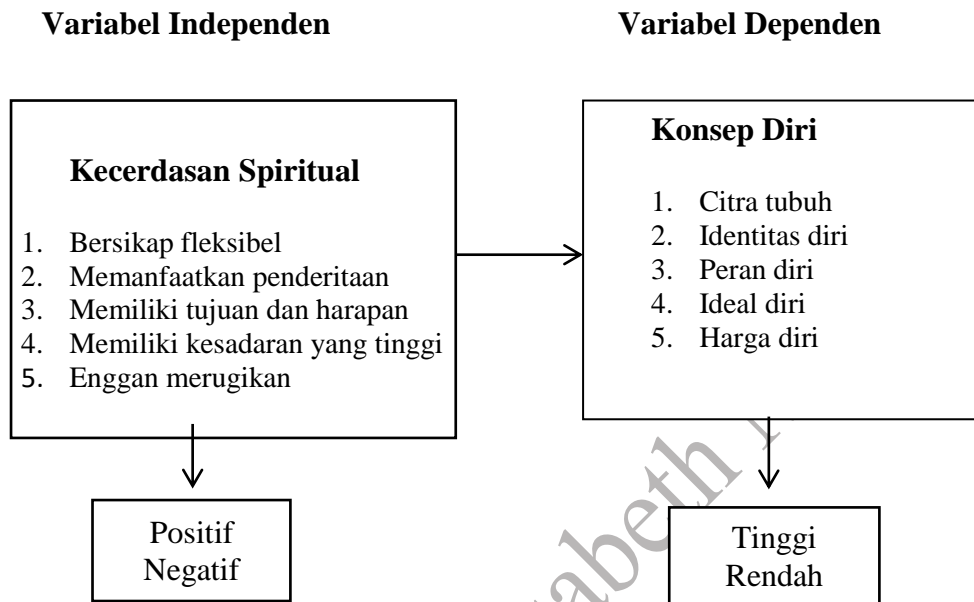 Variabel Independen
Variabel Dependen
Kecerdasan Spiritual
1. Bersikap fleksibel
2. Memanfaatkan penderitaan
3. Memiliki tujuan dan harapan
4. Memiliki kesadaran yang tinggi
5. Enggan merugikan
Konsep Diri
1. Citra tubuh
2. Identitas diri
3. Peran diri
4. Ideal diri
5. Harga diri
Positif
Negatif
Tinggi
Rendah